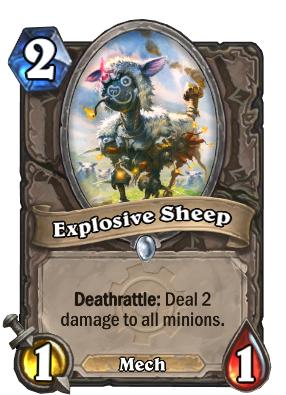 2
Explosive Sheep
Deathrattle: Deal 2
damage to all minions.
1
Mech
1